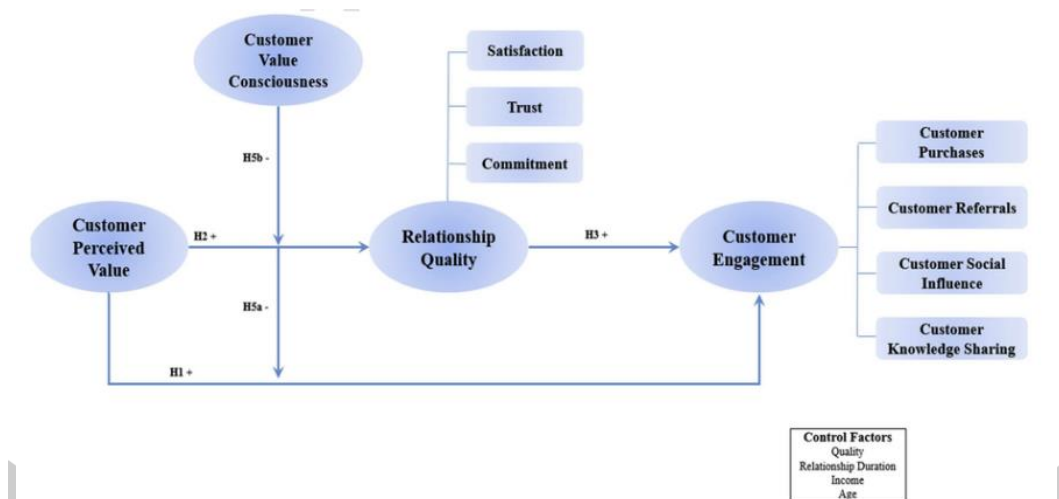 Customer
Value
Consciousness
Satisfaction
Trust
Commitment
H5b -
Customer
Perceived
Value
H2 +
Relationship
Quality
H3 +
Customer
Engagement
Customer
Purchases
Customer Referrals
Customer Social
Influence
Customer
Knowledge Sharing
H5a -
H1 +
Control Factors
Quality
Relationship Duration
Income
Age